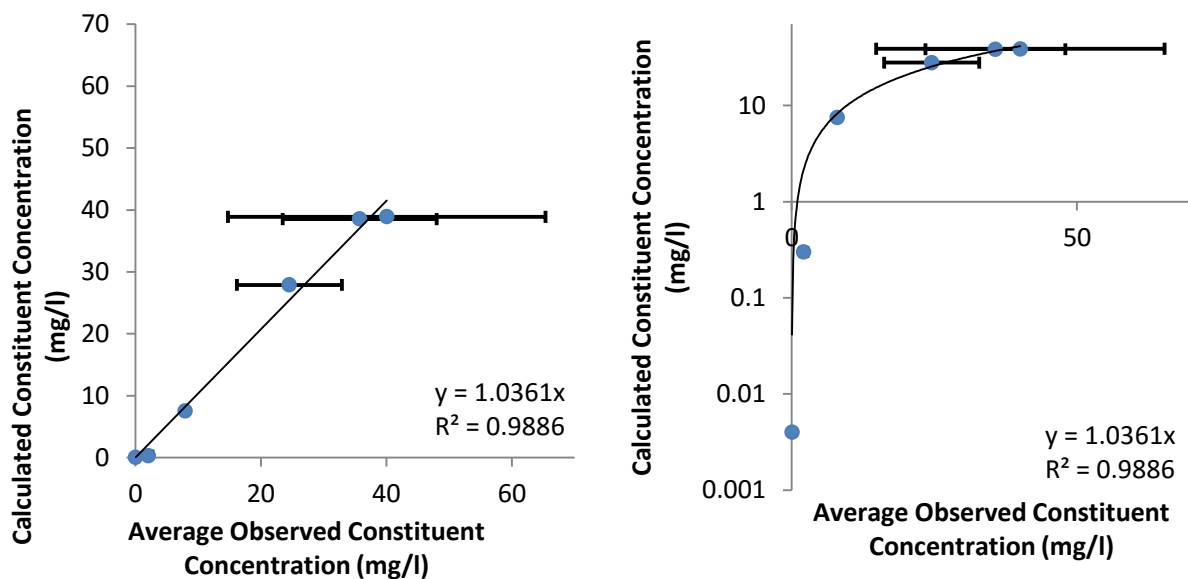 Calculated Constituent Concentration
(mg/l)
70
60
50
40
30
20
10
0
0
20
40
60
y = 1.0361x
R² = 0.9886
Average Observed Constituent
Concentration (mg/l)
Calculated Constituent Concentration
(mg/l)
10
1
0.1
0.01
0.001
0
50
y = 1.0361x
R² = 0.9886
Average Observed Constituent
Concentration (mg/l)